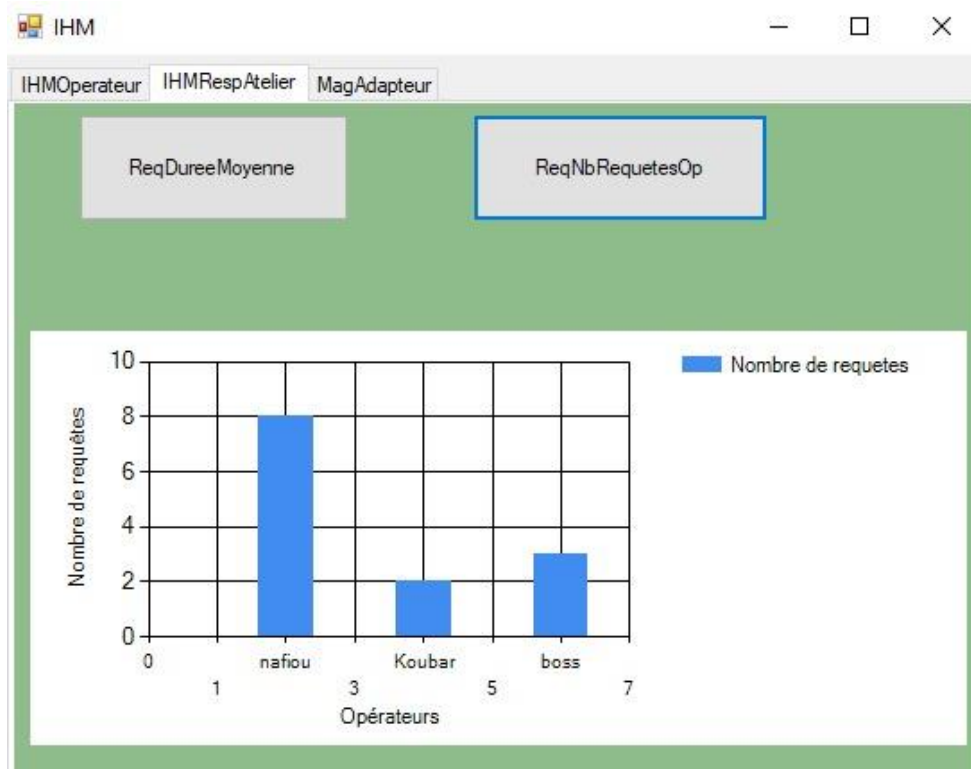 IHM
IHMOperateur IHMRespAtelier MagAdapteur
ReqDureeMoyenne ReqNbRequetesOp
Nombre de requetes
Nombre de requêtes
10
8
6
4
2
0
0 nafiou Koubar boss
1 3 5 7
Opérateurs